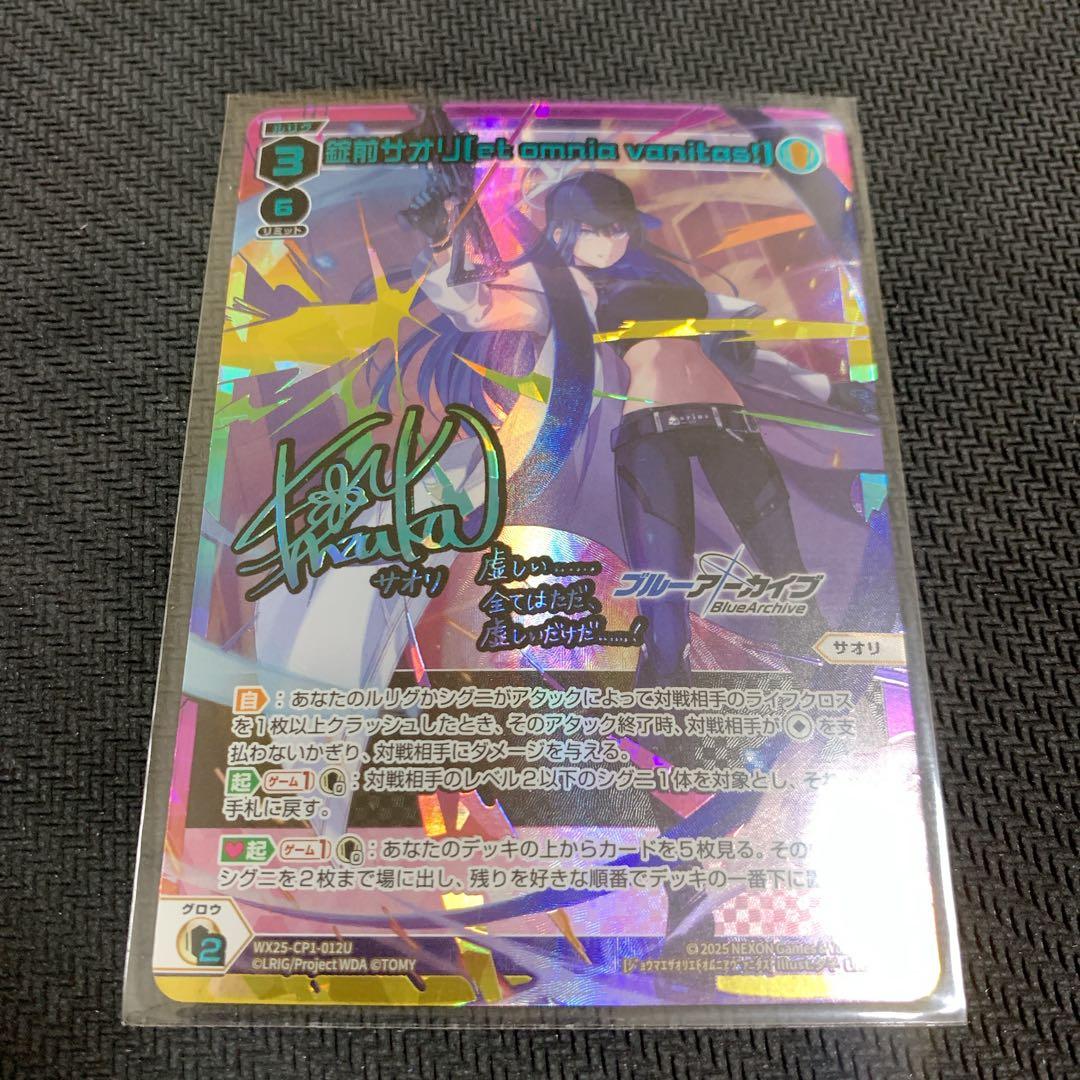 ルリグ
3
錠前サオリ[et omnia vanitas!]
6
リミット
サオリ
虚しい……
全てはただ、
虚しいだけだ……!
ブルーアーカイブ
BlueArchive
サオリ
自:あなたのルリグかシグニがアタックによって対戦相手のライフクロス
を1枚以上クラッシュしたとき、そのアタック終了時、対戦相手が を支
払わないかぎり、対戦相手にダメージを与える。
起 ゲーム1 :対戦相手のレベル2以下のシグニ1体を対象とし、それ
手札に戻す。
起 ゲーム1 :あなたのデッキの上からカードを5枚見る。その
シグニを2枚まで場に出し、残りを好きな順番でデッキの一番下に
グロウ
2
WX25-CP1-012U
©LRIG/Project WDA ©TOMY
© 2025 NEXON Games